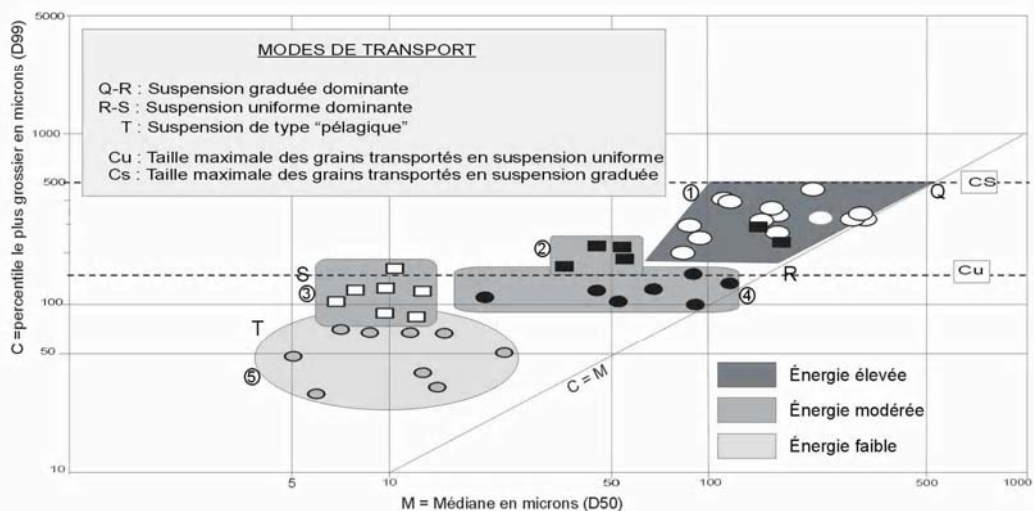 5000
1000
500
100
50
10
C =percentile le plus grossier en microns (D99)
MODES DE TRANSPORT
Q-R : Suspension graduée dominante
R-S : Suspension uniforme dominante
T : Suspension de type "pélagique"
Cu : Taille maximale des grains transportés en suspension uniforme
Cs : Taille maximale des grains transportés en suspension graduée
1
CS
Q
2
S
R
Cu
3
4
T
5
C = M
Énergie élevée
Énergie modérée
Énergie faible
5
10
50
100
500
1000
M = Médiane en microns (D50)